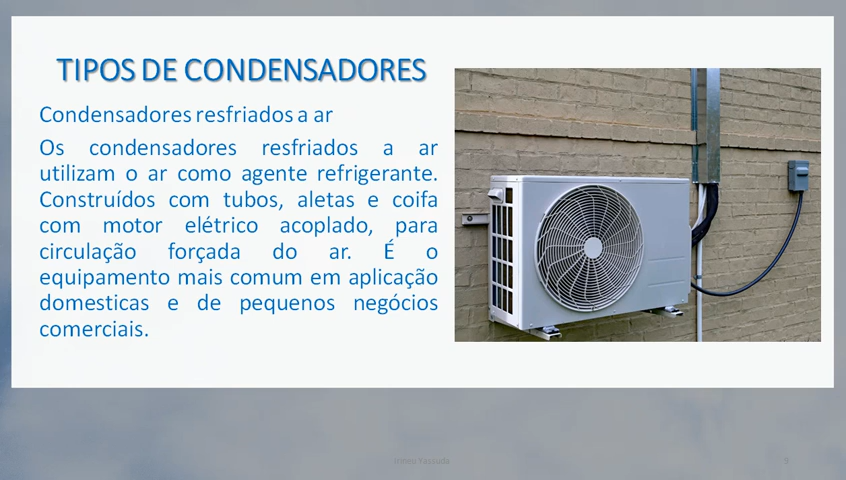 TIPOS DE CONDENSADORES
Condensadores resfriados a ar
Os condensadores resfriados a ar
utilizam o ar como agente refrigerante.
Construídos com tubos, aletas e coifa
com motor elétrico acoplado, para
circulação forçada do ar. É o
equipamento mais comum em aplicação
domesticas e de pequenos negócios
comerciais.
5